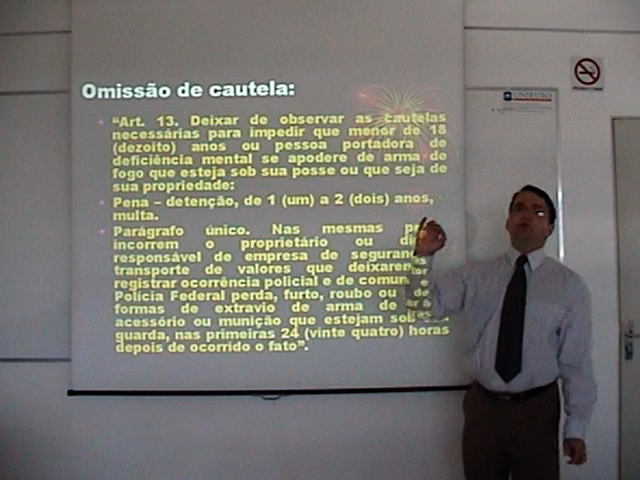 Omissão de cautela:
“Art. 13. Deixar de observar as cautelas
necessárias para impedir que menor de 18
(dezoito) anos ou pessoa portadora de
deficiência mental se apodere de arma de
fogo que esteja sob sua posse ou que seja de
sua propriedade:
Pena – detenção, de 1 (um) a 2 (dois) anos,
multa.
Parágrafo único. Nas mesmas
incorrem o proprietário ou
responsável de empresa de
transporte de valores que
registrar ocorrência policial e de
Polícia Federal perda, furto, roubo ou
formas de extravio de arma de
acessório ou munição que estejam
guarda, nas primeiras 24 (vinte quatro) horas
depois de ocorrido o fato”.